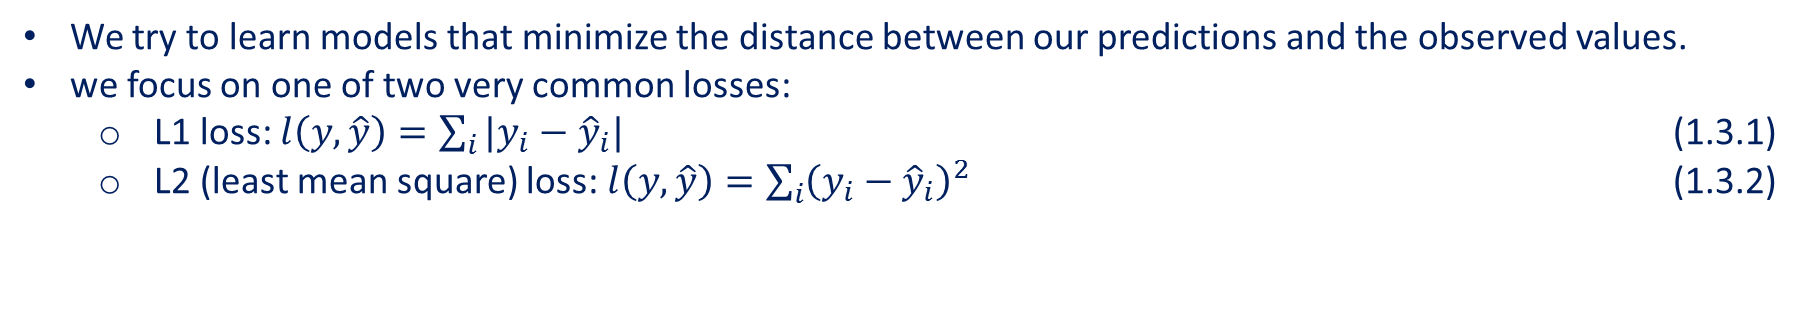 • We try to learn models that minimize the distance between our predictions and the observed values.
• we focus on one of two very common losses:
○ L1 loss: l(y, ŷ) = ∑ᵢ|yᵢ − ŷᵢ| (1.3.1)
○ L2 (least mean square) loss: l(y, ŷ) = ∑ᵢ(yᵢ − ŷᵢ)² (1.3.2)